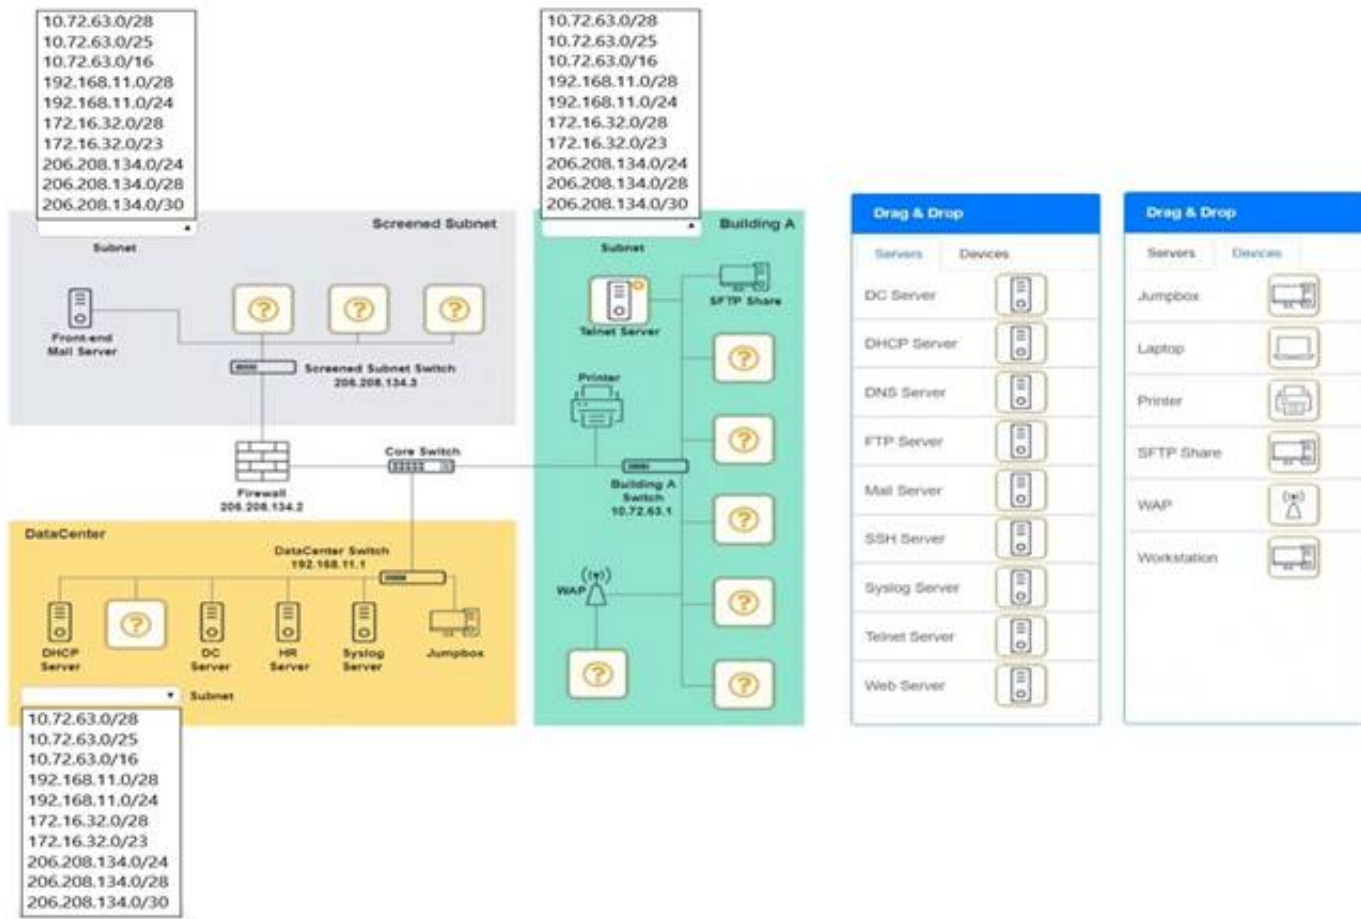 10.72.63.0/28
10.72.63.0/25
10.72.63.0/16
192.168.11.0/28
192.168.11.0/24
172.16.32.0/28
172.16.32.0/23
206.208.134.0/24
206.208.134.0/28
206.208.134.0/30
Subnet
Screened Subnet
Front-end
Mail Server
?
?
?
Screened Subnet Switch
206.208.134.3
Firewall
206.208.134.2
Core Switch
10.72.63.0/28
10.72.63.0/25
10.72.63.0/16
192.168.11.0/28
192.168.11.0/24
172.16.32.0/28
172.16.32.0/23
206.208.134.0/24
206.208.134.0/28
206.208.134.0/30
Subnet
Building A
Telnet Server
SFTP Share
Printer
?
?
Building A
Switch
10.72.63.1
?
WAP
?
?
?
DataCenter
DataCenter Switch
192.168.11.1
DHCP
Server
?
DC
Server
HR
Server
Syslog
Server
Jumpbox
Subnet
10.72.63.0/28
10.72.63.0/25
10.72.63.0/16
192.168.11.0/28
192.168.11.0/24
172.16.32.0/28
172.16.32.0/23
206.208.134.0/24
206.208.134.0/28
206.208.134.0/30
Drag & Drop
Servers Devices
DC Server
DHCP Server
DNS Server
FTP Server
Mail Server
SSH Server
Syslog Server
Telnet Server
Web Server
Drag & Drop
Servers Devices
Jumpbox
Laptop
Printer
SFTP Share
WAP
Workstation